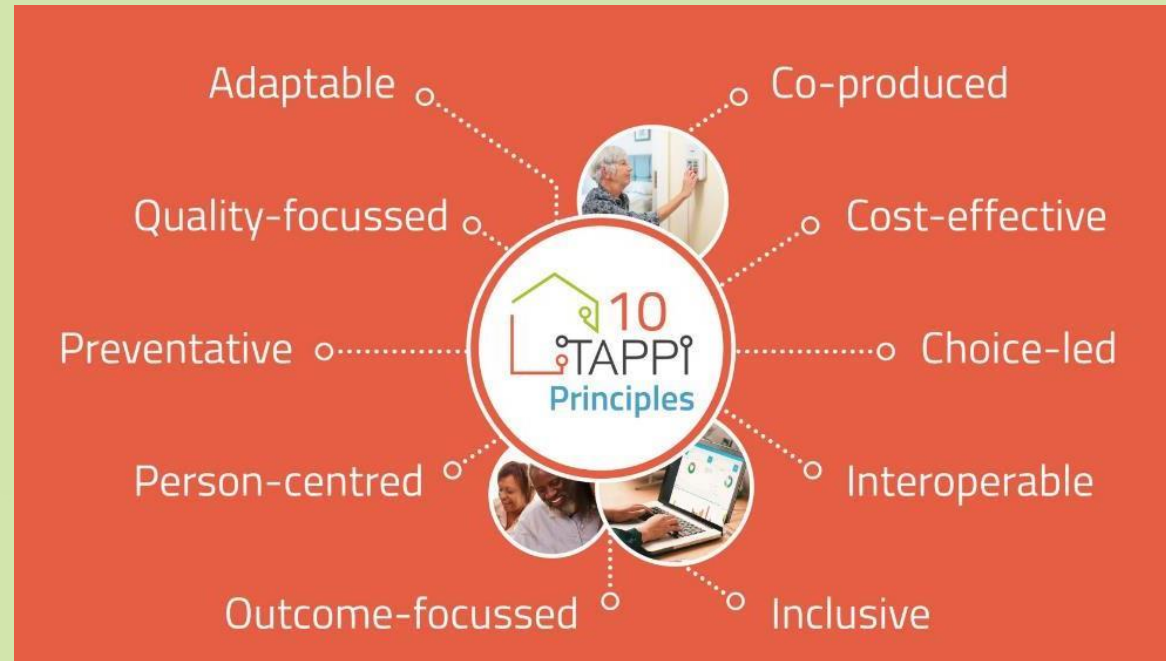 Adaptable
Co-produced
Quality-focussed
Cost-effective
10
TAPPi
Principles
Preventative
Choice-led
Person-centred
Interoperable
Outcome-focussed
Inclusive